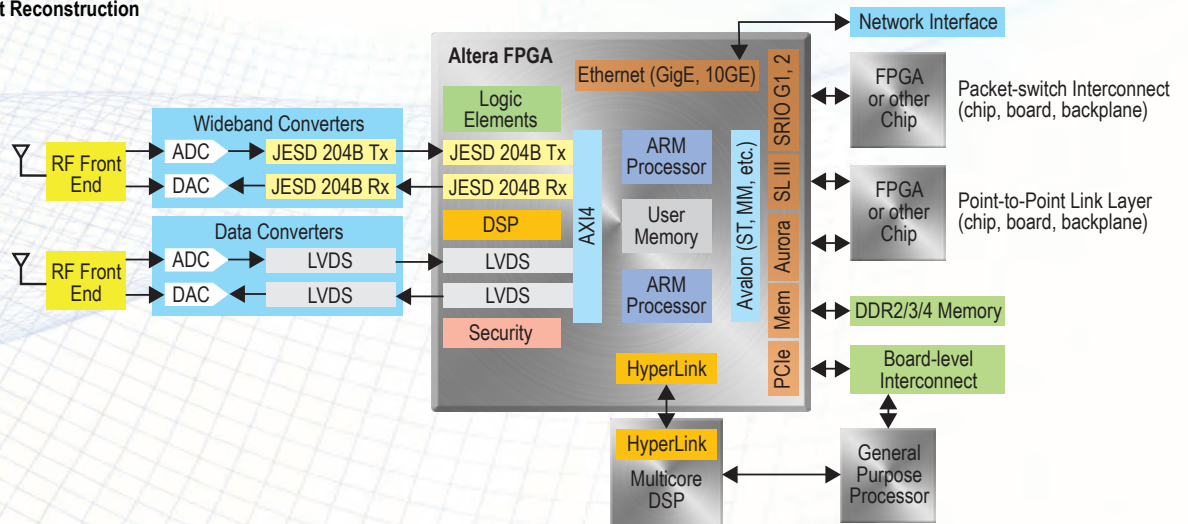 t Reconstruction
Network Interface
Altera FPGA
Ethernet (GigE, 10GE)
SRIO G1, 2
FPGA
or other
Chip
Packet-switch Interconnect
(chip, board, backplane)
Logic
Elements
Wideband Converters
RF Front
End
ADC
JESD 204B Tx
JESD 204B Tx
DAC
JESD 204B Rx
JESD 204B Rx
AXI4
ARM
Processor
Avalon (ST, MM, etc.)
SL III
FPGA
or other
Chip
Point-to-Point Link Layer
(chip, board, backplane)
DSP
User
Memory
Aurora
Data Converters
RF Front
End
ADC
LVDS
LVDS
DAC
LVDS
LVDS
ARM
Processor
Mem
DDR2/3/4 Memory
Security
HyperLink
PCIe
Board-level
Interconnect
HyperLink
Multicore
DSP
General
Purpose
Processor